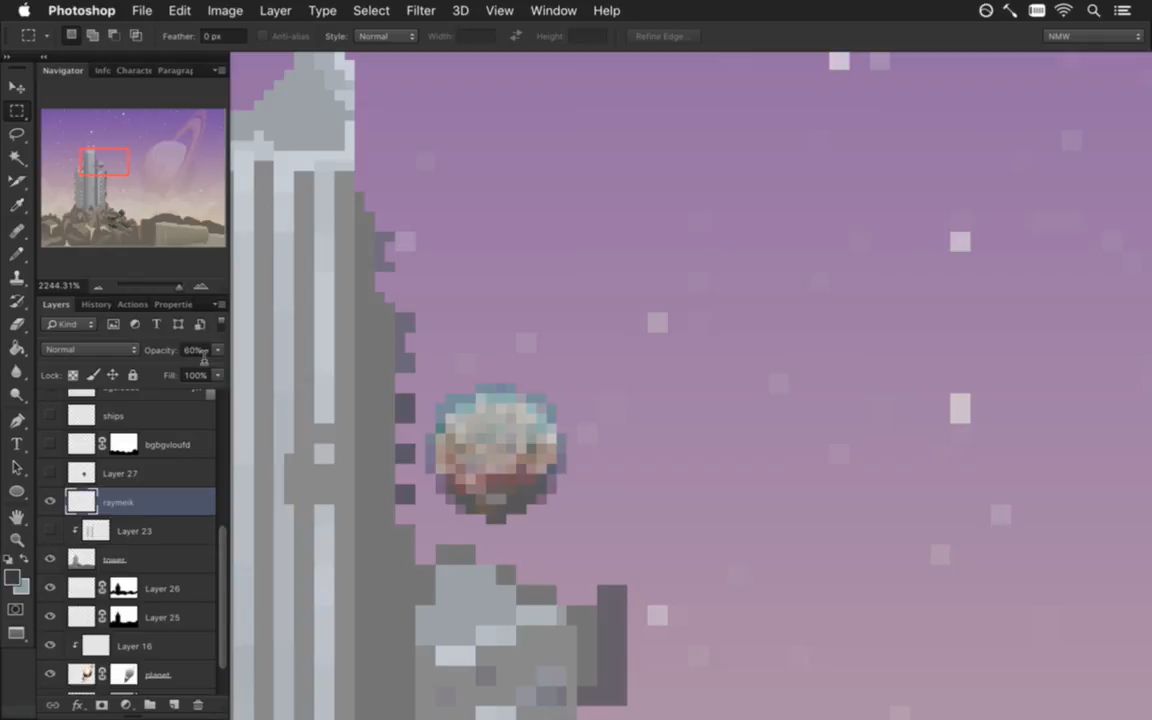 Photoshop File Edit Image Layer Type Select Filter 3D View Window Help
Feather: 0 px Anti-alias Style: Normal Width: Height: Refine Edge... NMW
Navigator Info Characte Paragrap
2244.31%
Layers History Actions Propertie
Kind
Normal Opacity: 60%
Lock: Fill: 100%
ships
bgbgvloufd
Layer 27
raymeik
Layer 23
tower
Layer 26
Layer 25
Layer 16
planet
fx